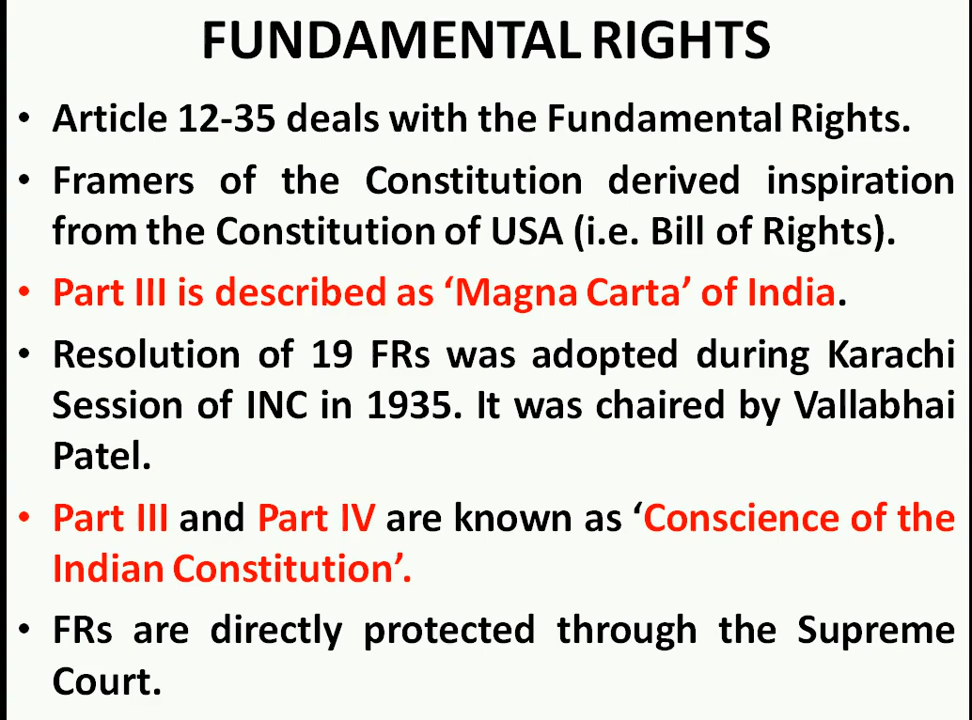 FUNDAMENTAL RIGHTS
• Article 12-35 deals with the Fundamental Rights.
• Framers of the Constitution derived inspiration
from the Constitution of USA (i.e. Bill of Rights).
• Part III is described as ‘Magna Carta’ of India.
• Resolution of 19 FRs was adopted during Karachi
Session of INC in 1935. It was chaired by Vallabhai
Patel.
• Part III and Part IV are known as ‘Conscience of the
Indian Constitution’.
• FRs are directly protected through the Supreme
Court.